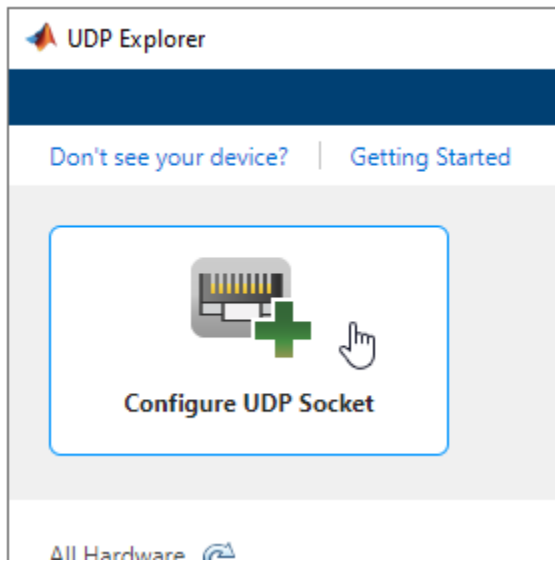 UDP Explorer
Don't see your device? Getting Started
Configure UDP Socket
All Hardware